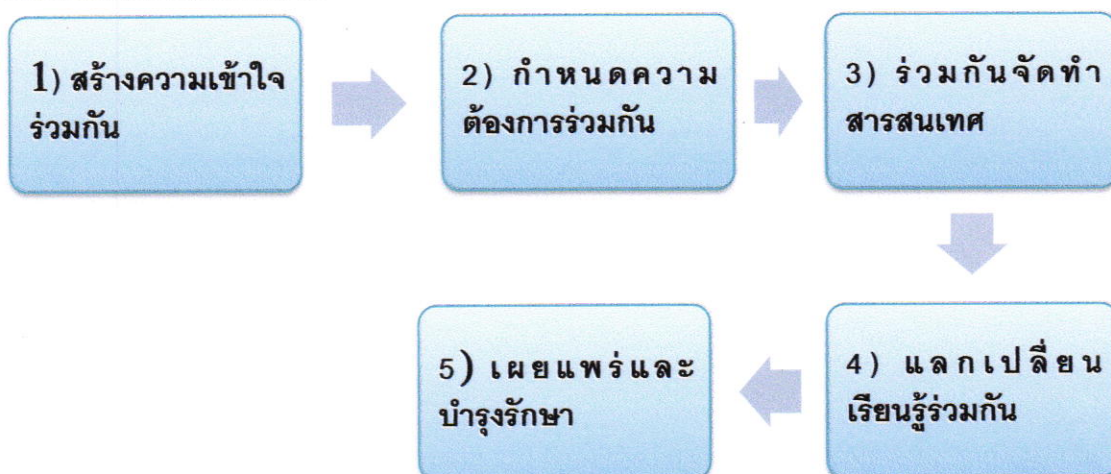 1) สร้างความเข้าใจ
ร่วมกัน
2) กำหนดความ
ต้องการร่วมกัน
3) ร่วมกันจัดทำ
สารสนเทศ
4) แลกเปลี่ยน
เรียนรู้ร่วมกัน
5) เผยแพร่และ
บำรุงรักษา